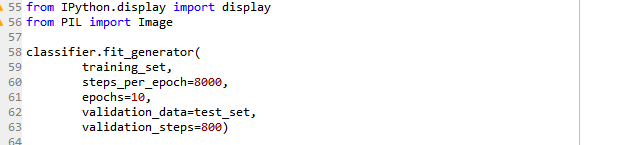 55 from IPython.display import display
56 from PIL import Image
57
58 classifier.fit_generator(
59         training_set,
60         steps_per_epoch=8000,
61         epochs=10,
62         validation_data=test_set,
63         validation_steps=800)
64